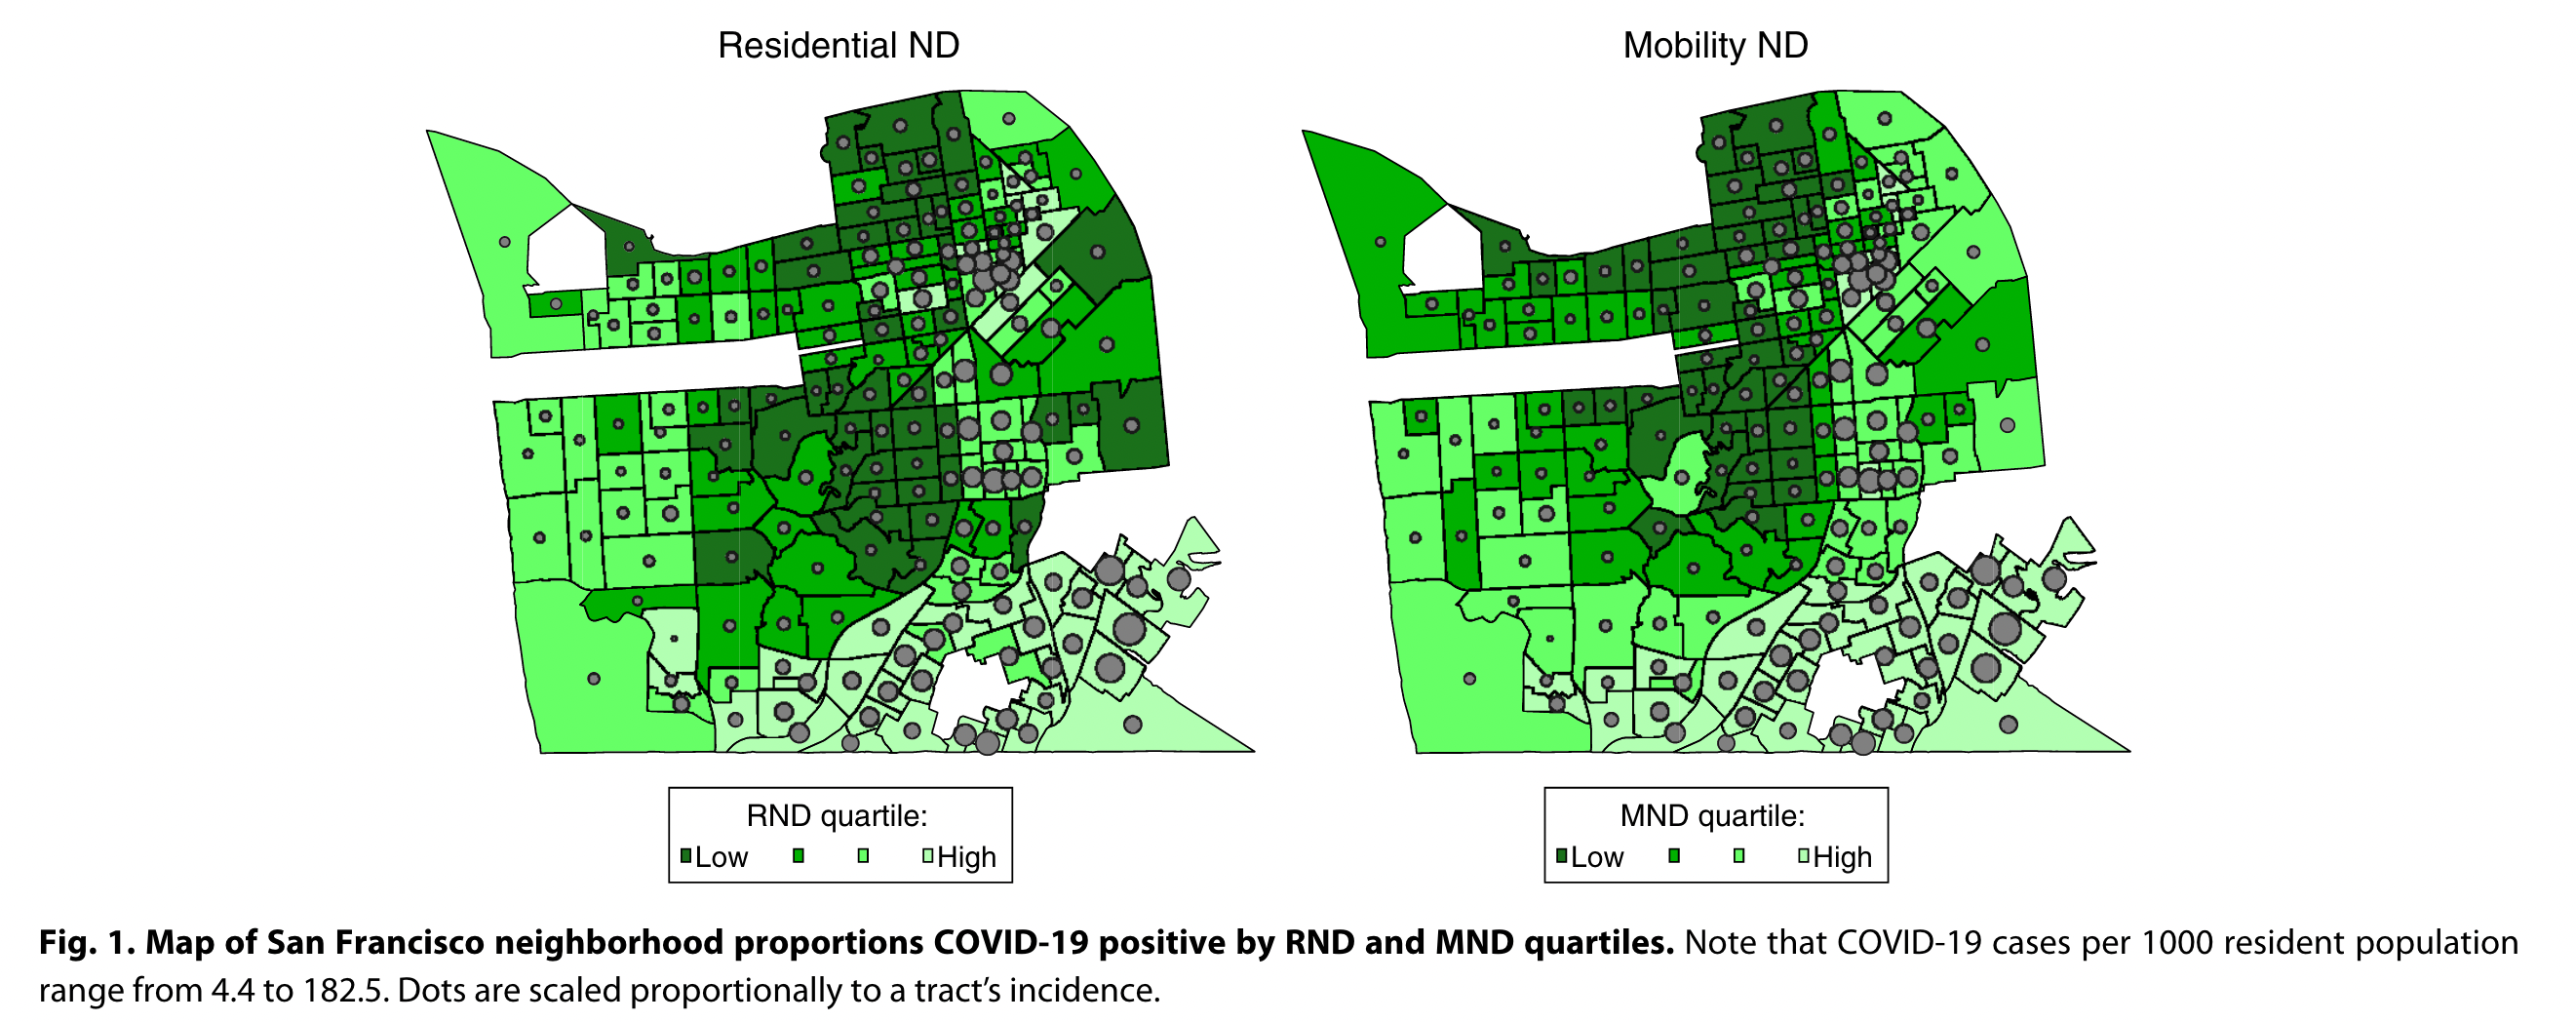 Residential ND
Mobility ND
RND quartile:
Low High
MND quartile:
Low High
Fig. 1. Map of San Francisco neighborhood proportions COVID-19 positive by RND and MND quartiles. Note that COVID-19 cases per 1000 resident population
range from 4.4 to 182.5. Dots are scaled proportionally to a tract’s incidence.